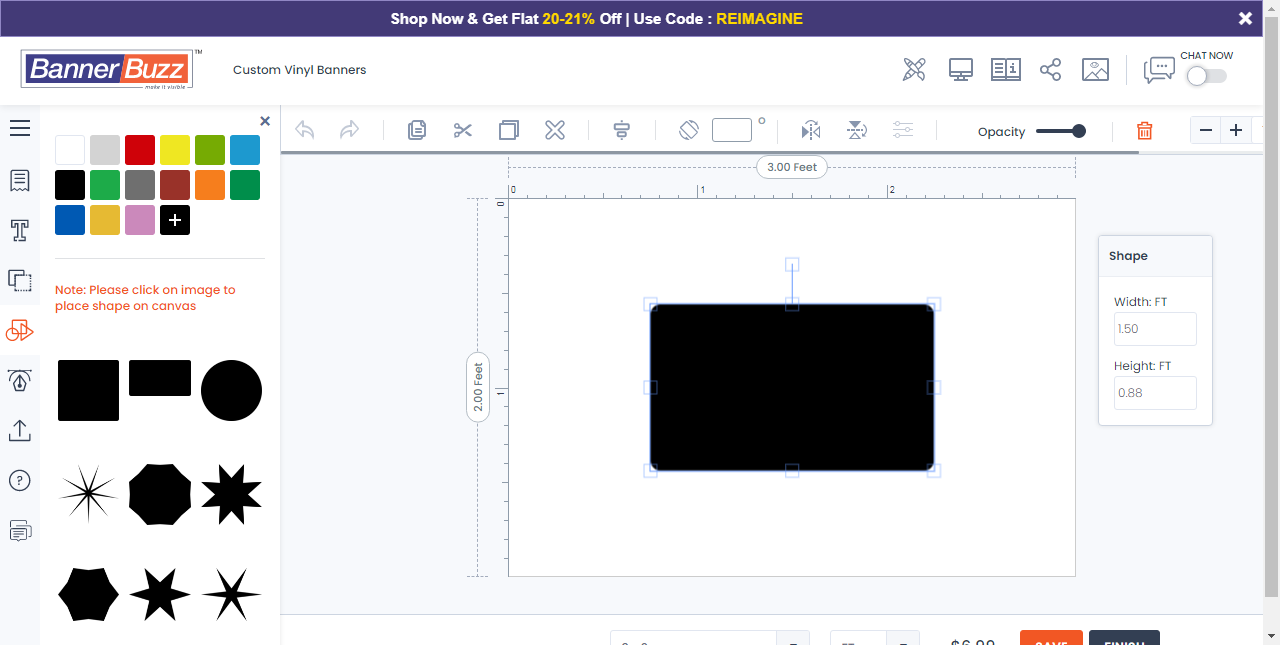 Shop Now & Get Flat 20-21% Off | Use Code : REIMAGINE
BannerBuzz™
make it visible
Custom Vinyl Banners
CHAT NOW
Opacity
3.00 Feet
0 1 2
0
2.00 Feet
1
Note: Please click on image to
place shape on canvas
Shape
Width: FT
1.50
Height: FT
0.88
$6.99
SAVE
FINISH